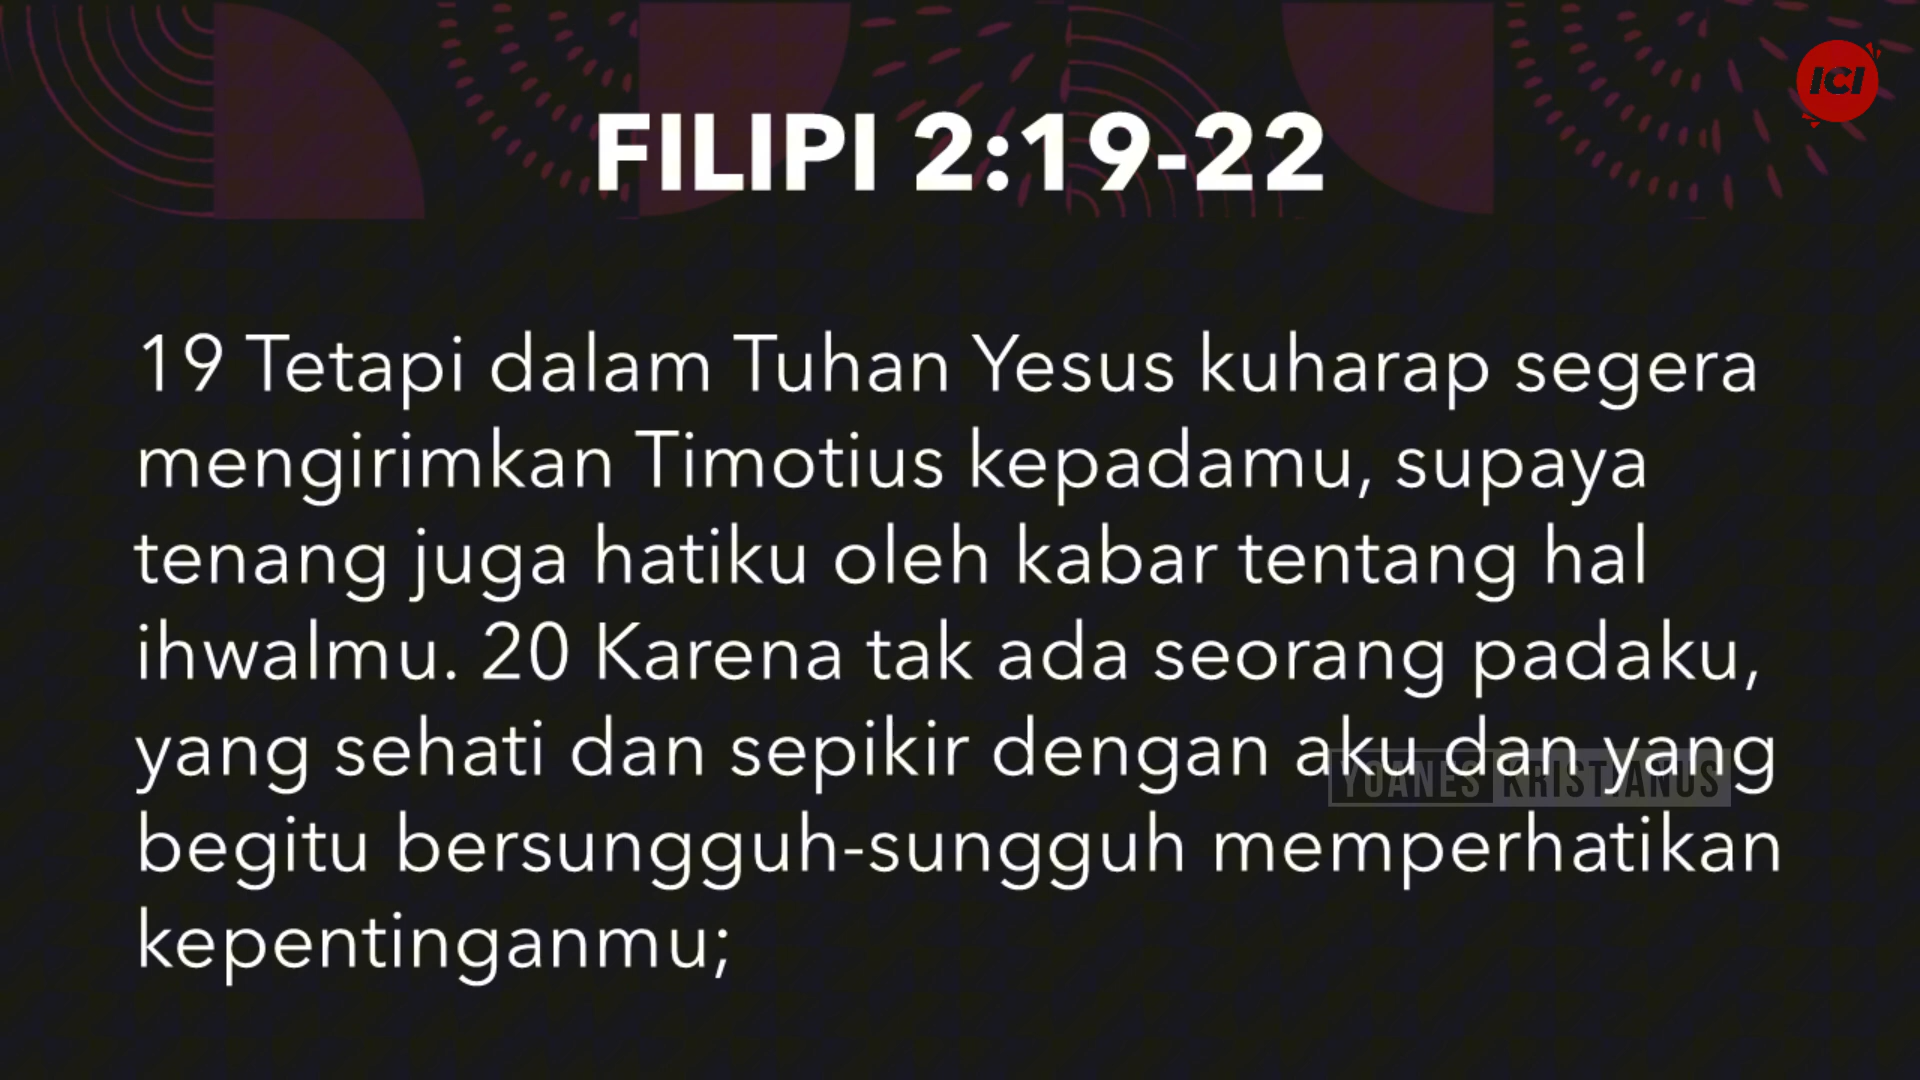 ICI
FILIPI 2:19-22
19 Tetapi dalam Tuhan Yesus kuharap segera
mengirimkan Timotius kepadamu, supaya
tenang juga hatiku oleh kabar tentang hal
ihwalmu. 20 Karena tak ada seorang padaku,
yang sehati dan sepikir dengan aku dan yang
YOANES KRISTIANUS
begitu bersungguh-sungguh memperhatikan
kepentinganmu;